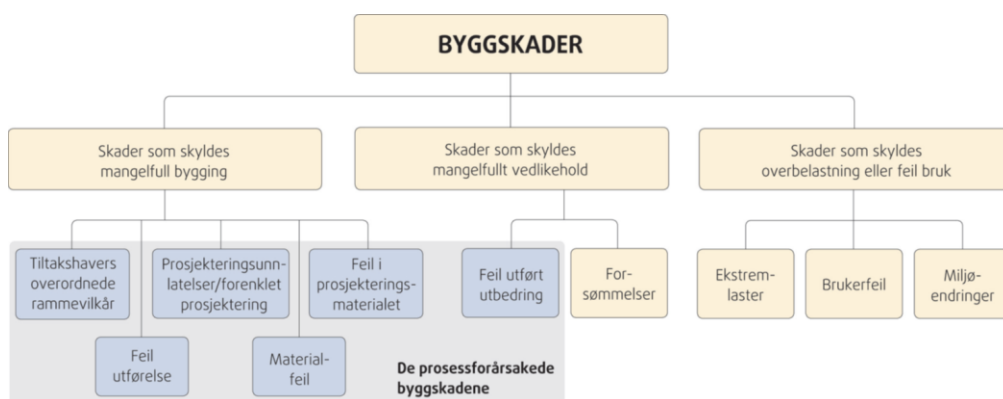 BYGGSKADER
Skader som skyldes
mangelfull bygging
Skader som skyldes
mangelfullt vedlikehold
Skader som skyldes
overbelastning eller feil bruk
Tiltakshavers
overordnede
rammevilkår
Prosjekteringsunn-
latelser/forenklet
prosjektering
Feil i
prosjekterings-
materialet
Feil utført
utbedring
For-
sømmelser
Ekstrem-
laster
Brukerfeil
Miljø-
endringer
Feil
utførelse
Material-
feil
De prosessforårsakede
byggskadene